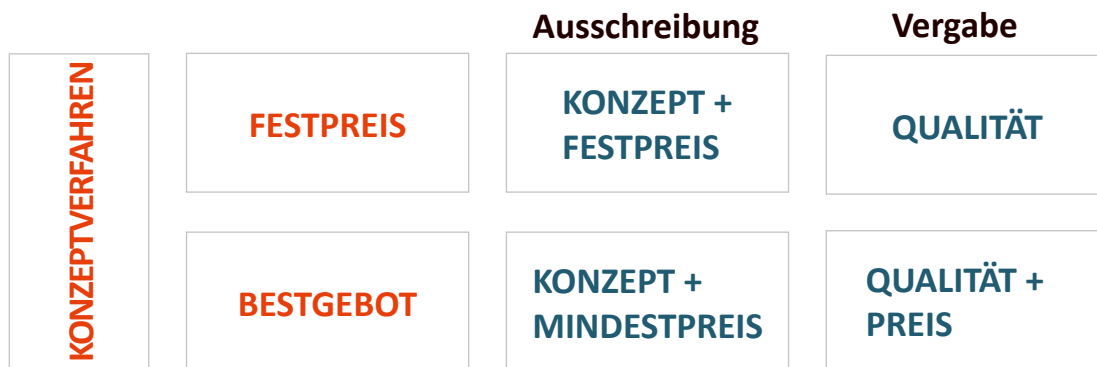 Ausschreibung
Vergabe
KONZEPTVERFAHREN
FESTPREIS
KONZEPT +
FESTPREIS
QUALITÄT
BESTGEBOT
KONZEPT +
MINDESTPREIS
QUALITÄT +
PREIS